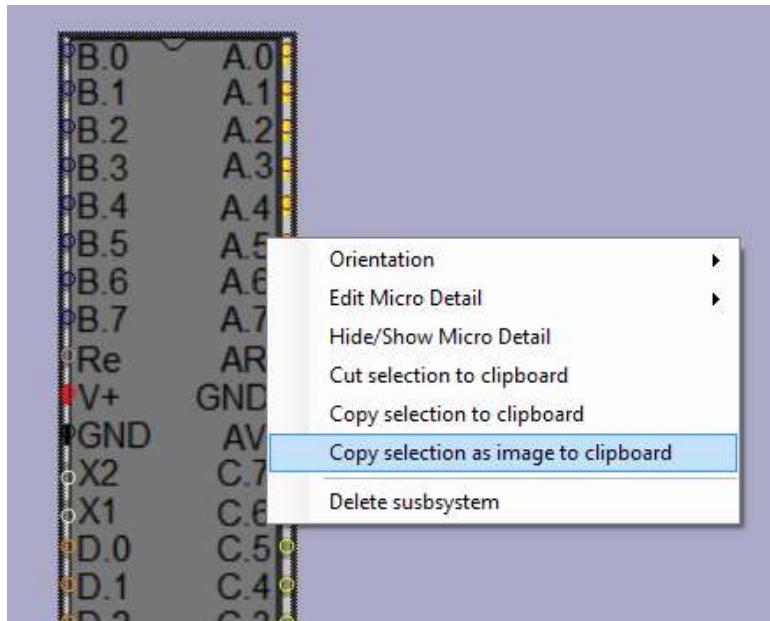 B.0 A.0
B.1 A.1
B.2 A.2
B.3 A.3
B.4 A.4
B.5 A.5
B.6 A.6
B.7 A.7
Re AR
V+ GND
GND AV
X2 C.7
X1 C.6
D.0 C.5
D.1 C.4
D.2 C.3
Orientation
Edit Micro Detail
Hide/Show Micro Detail
Cut selection to clipboard
Copy selection to clipboard
Copy selection as image to clipboard
Delete susbsystem